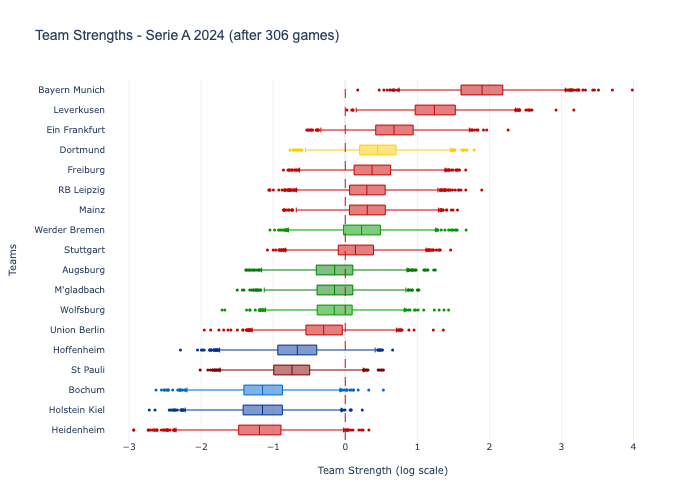 Team Strengths - Serie A 2024 (after 306 games)
Bayern Munich
Leverkusen
Ein Frankfurt
Dortmund
Freiburg
RB Leipzig
Mainz
Werder Bremen
Stuttgart
Augsburg
M'gladbach
Wolfsburg
Union Berlin
Hoffenheim
St Pauli
Bochum
Holstein Kiel
Heidenheim
Teams
−3 −2 −1 0 1 2 3 4
Team Strength (log scale)